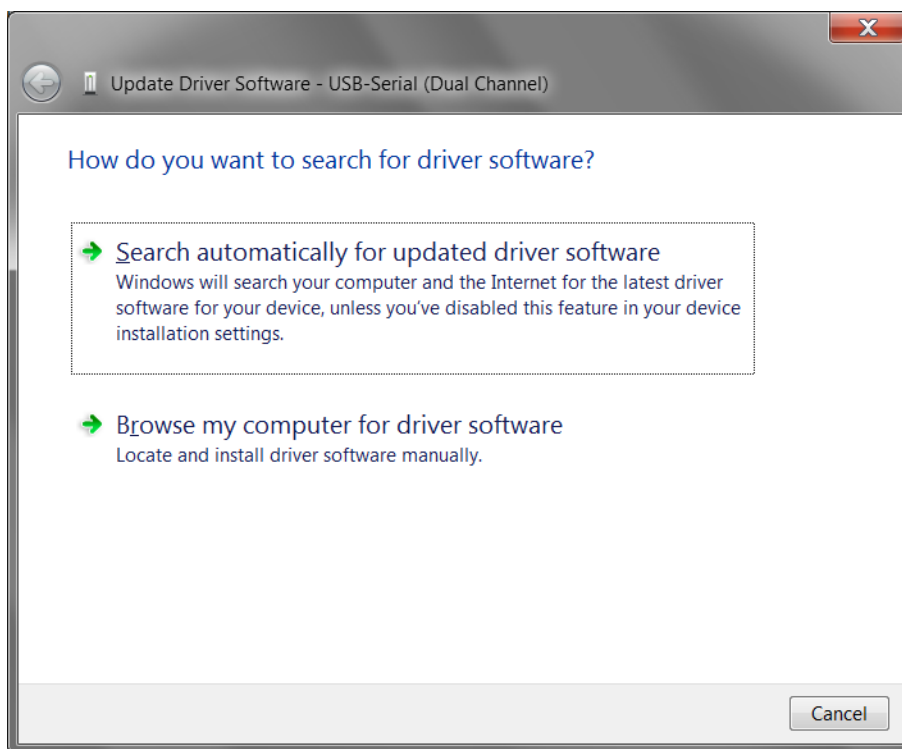 Update Driver Software - USB-Serial (Dual Channel)
How do you want to search for driver software?
Search automatically for updated driver software
Windows will search your computer and the Internet for the latest driver
software for your device, unless you've disabled this feature in your device
installation settings.
Browse my computer for driver software
Locate and install driver software manually.
Cancel